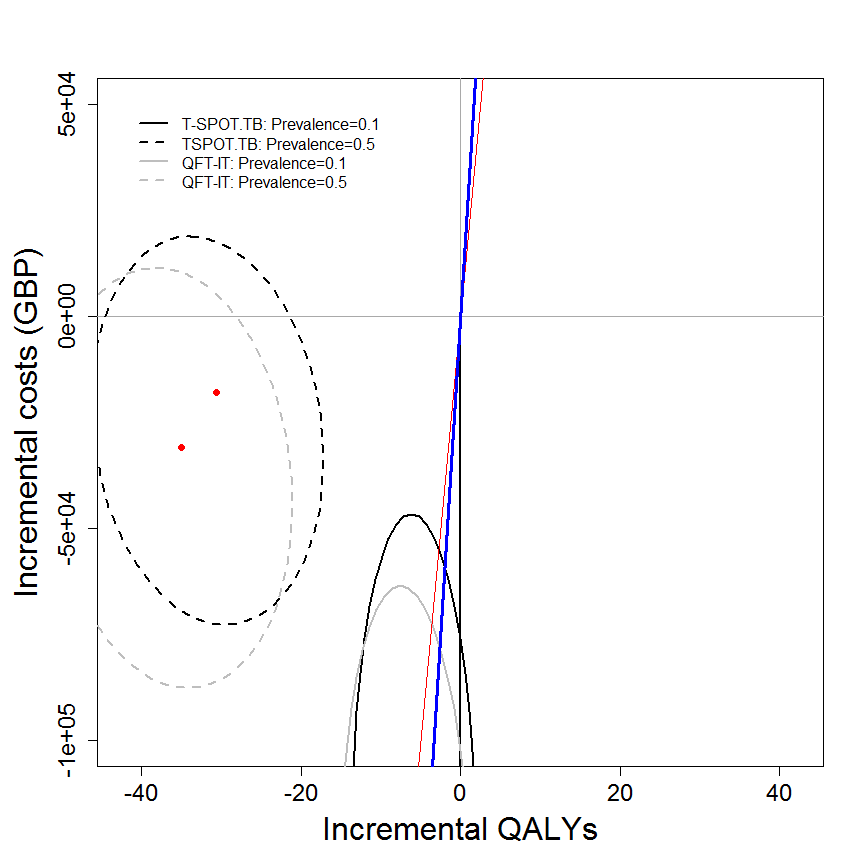 T-SPOT.TB: Prevalence=0.1
TSPOT.TB: Prevalence=0.5
QFT-IT: Prevalence=0.1
QFT-IT: Prevalence=0.5
Incremental costs (GBP)
5e+04
0e+00
-5e+04
-1e+05
-40 -20 0 20 40
Incremental QALYs